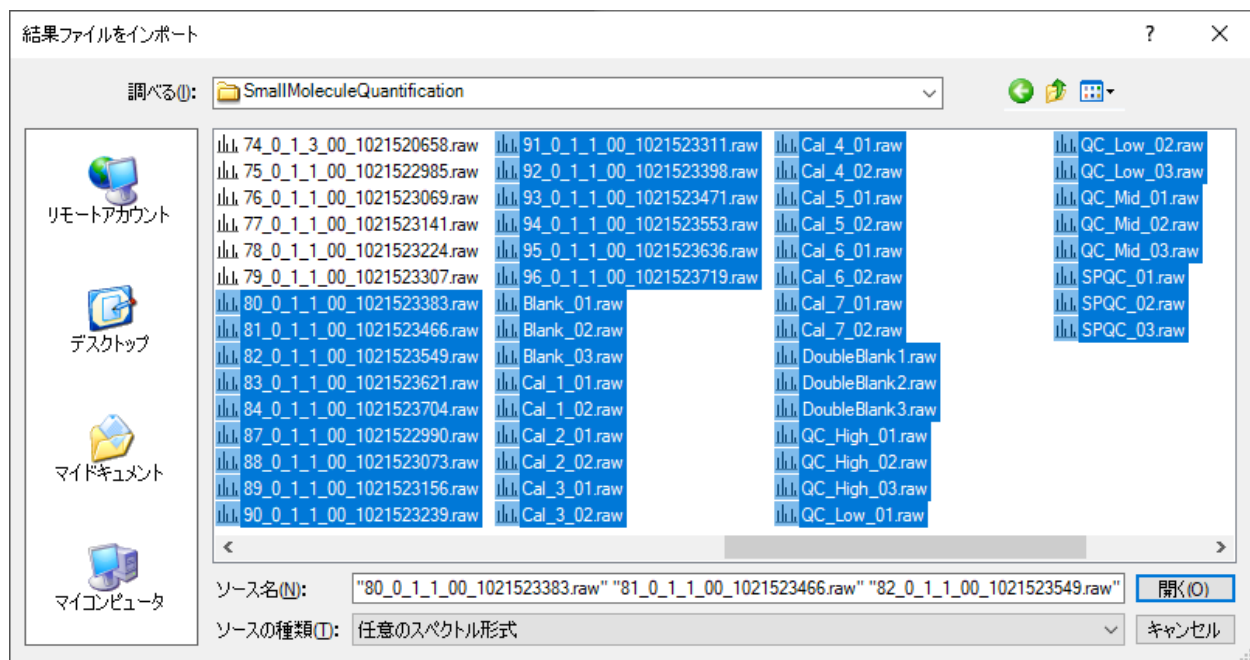 結果ファイルをインポート
?
調べる(I):
SmallMoleculeQuantification
リモートアカウント
デスクトップ
マイドキュメント
マイコンピュータ
74_0_1_3_00_1021520658.raw
75_0_1_1_00_1021522985.raw
76_0_1_1_00_1021523069.raw
77_0_1_1_00_1021523141.raw
78_0_1_1_00_1021523224.raw
79_0_1_1_00_1021523307.raw
80_0_1_1_00_1021523383.raw
81_0_1_1_00_1021523466.raw
82_0_1_1_00_1021523549.raw
83_0_1_1_00_1021523621.raw
84_0_1_1_00_1021523704.raw
87_0_1_1_00_1021522990.raw
88_0_1_1_00_1021523073.raw
89_0_1_1_00_1021523156.raw
90_0_1_1_00_1021523239.raw
91_0_1_1_00_1021523311.raw
92_0_1_1_00_1021523398.raw
93_0_1_1_00_1021523471.raw
94_0_1_1_00_1021523553.raw
95_0_1_1_00_1021523636.raw
96_0_1_1_00_1021523719.raw
Blank_01.raw
Blank_02.raw
Blank_03.raw
Cal_1_01.raw
Cal_1_02.raw
Cal_2_01.raw
Cal_2_02.raw
Cal_3_01.raw
Cal_3_02.raw
Cal_4_01.raw
Cal_4_02.raw
Cal_5_01.raw
Cal_5_02.raw
Cal_6_01.raw
Cal_6_02.raw
Cal_7_01.raw
Cal_7_02.raw
DoubleBlank1.raw
DoubleBlank2.raw
DoubleBlank3.raw
QC_High_01.raw
QC_High_02.raw
QC_High_03.raw
QC_Low_01.raw
QC_Low_02.raw
QC_Low_03.raw
QC_Mid_01.raw
QC_Mid_02.raw
QC_Mid_03.raw
SPQC_01.raw
SPQC_02.raw
SPQC_03.raw
ソース名(N):
"80_0_1_1_00_1021523383.raw" "81_0_1_1_00_1021523466.raw" "82_0_1_1_00_1021523549.raw"
開く(O)
ソースの種類(T):
任意のスペクトル形式
キャンセル